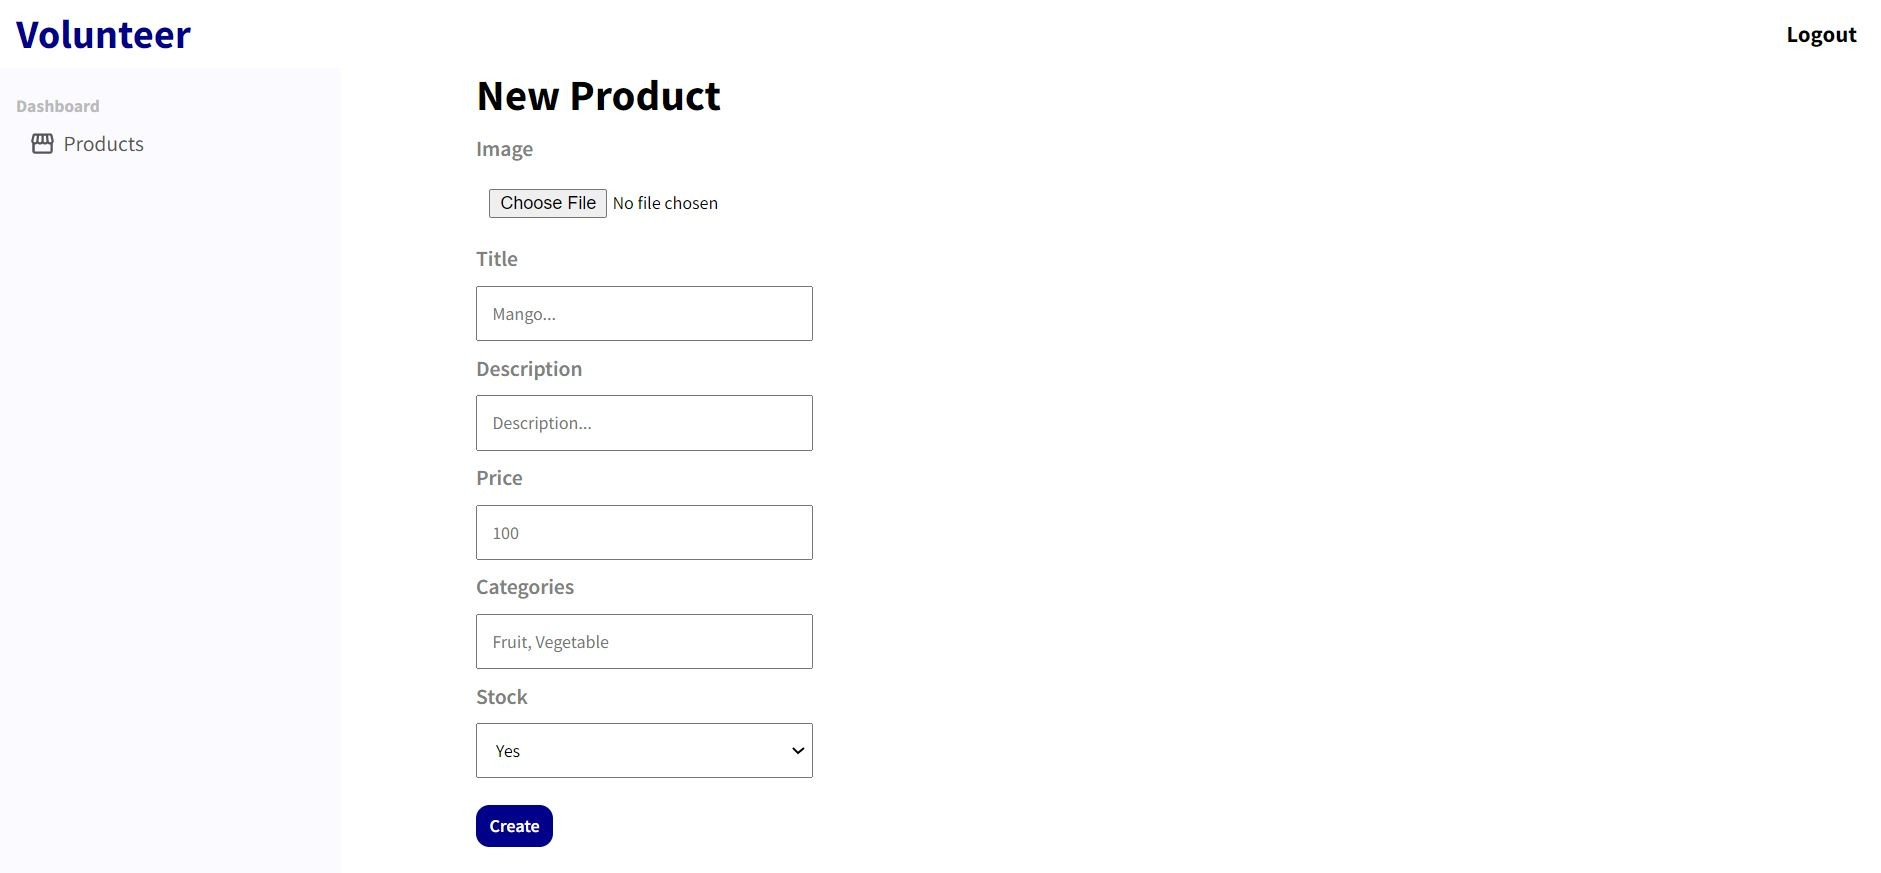 Volunteer
Logout
Dashboard
Products
New Product
Image
Choose File No file chosen
Title
Mango...
Description
Description...
Price
100
Categories
Fruit, Vegetable
Stock
Yes
Create